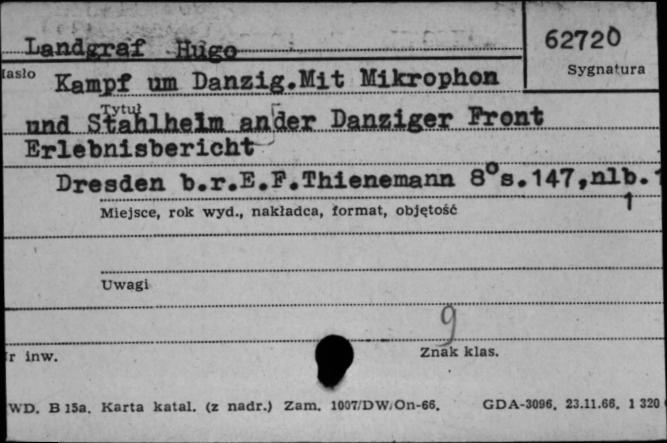 Landgraf Hugo
62720
Sygnatura
Hasło
Kampf um Danzig.Mit Mikrophon
Tytuł
und Stahlhelm an der Danziger Front
Erlebnisbericht
Dresden b.r.E.F.Thienemann 8°s.147,nlb.1
1
Miejsce, rok wyd., nakładca, format, objętość
Uwagi
9
Nr inw.
Znak klas.
WD. B 15a. Karta katal. (z nadr.) Zam. 1007/DW/On-66. GDA-3096, 23.11.66. 1 320